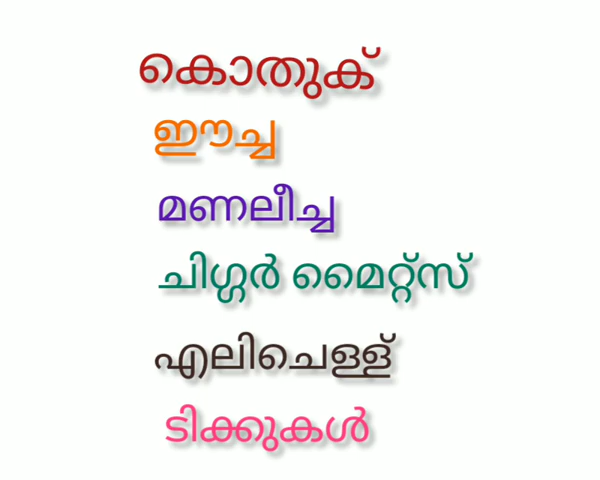 കൊതുക്
ഈച്ച
മണലീച്ച
ചിഗ്ഗർ മൈറ്റ്സ്
എലിചെള്ള്
ടിക്കുകൾ